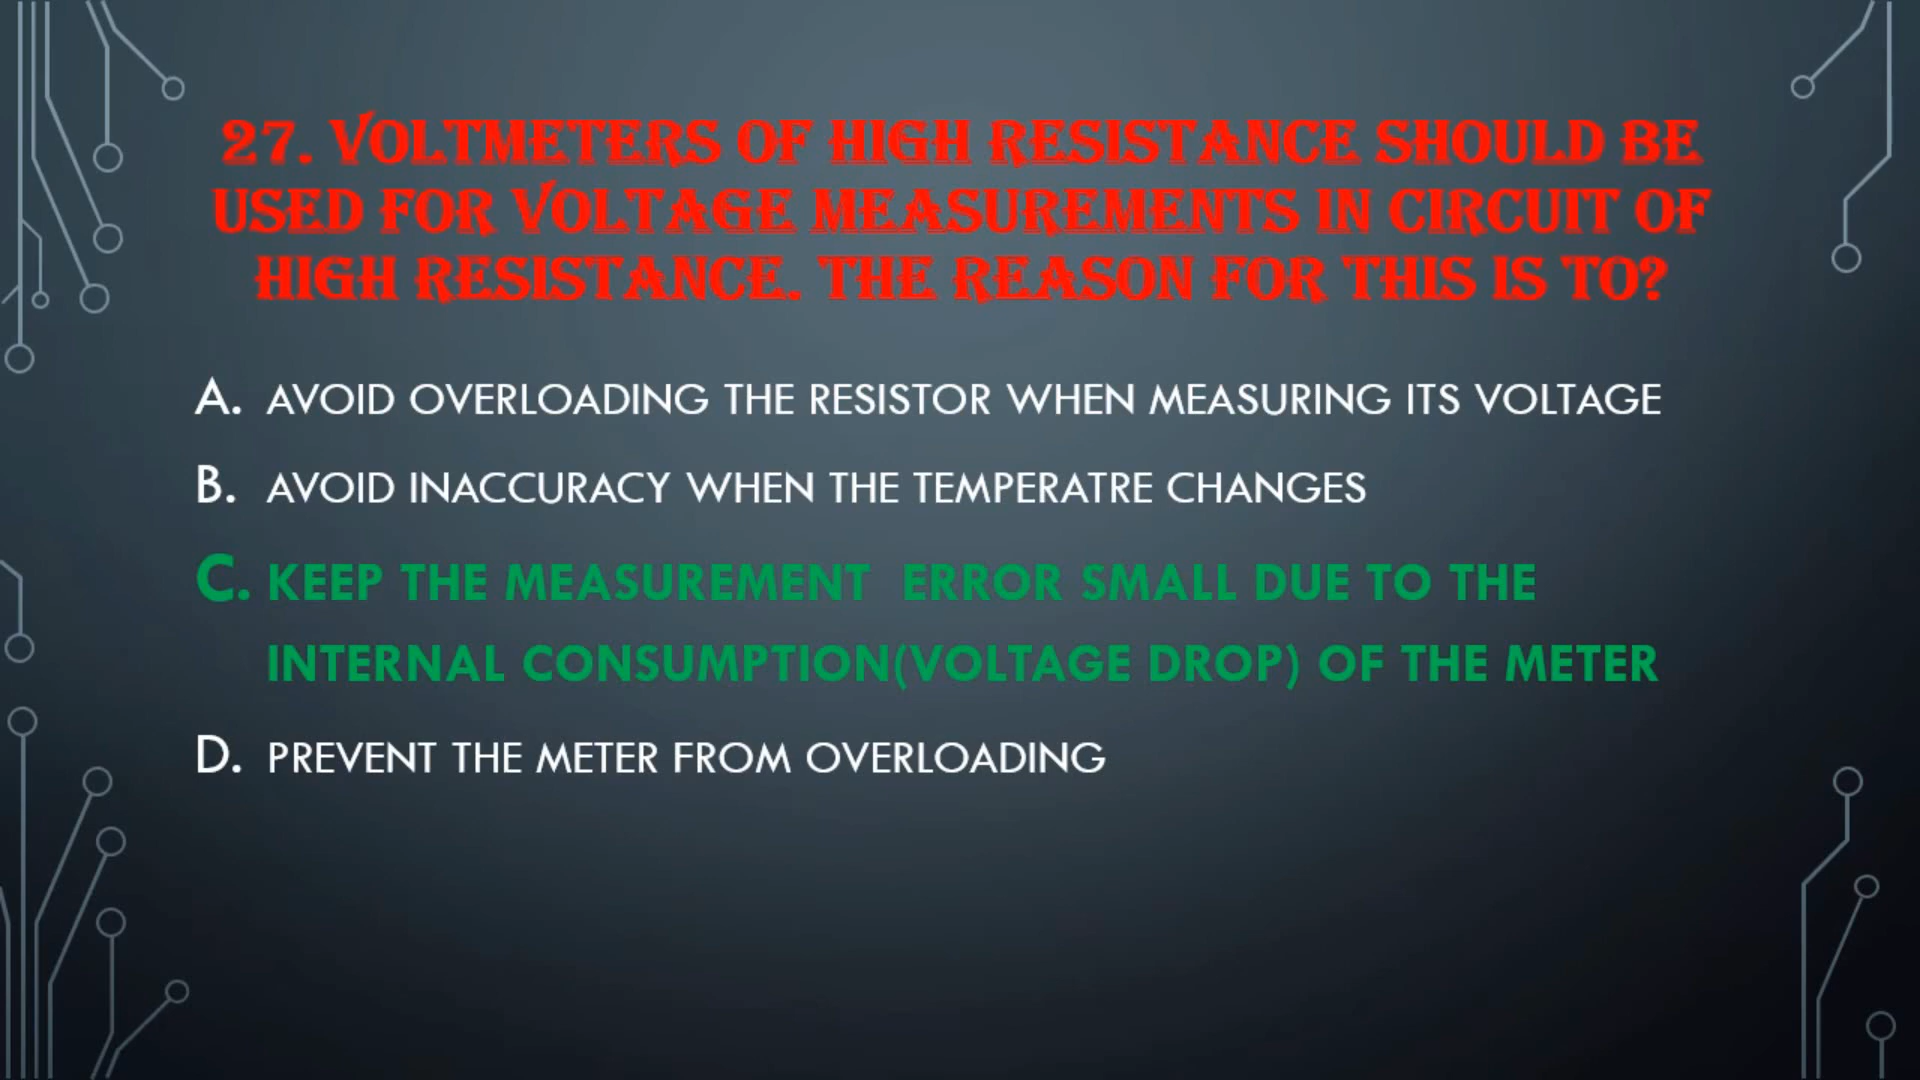 27. VOLTMETERS OF HIGH RESISTANCE SHOULD BE
USED FOR VOLTAGE MEASUREMENTS IN CIRCUIT OF
HIGH RESISTANCE. THE REASON FOR THIS IS TO?
A. AVOID OVERLOADING THE RESISTOR WHEN MEASURING ITS VOLTAGE
B. AVOID INACCURACY WHEN THE TEMPERATRE CHANGES
C. KEEP THE MEASUREMENT ERROR SMALL DUE TO THE
INTERNAL CONSUMPTION(VOLTAGE DROP) OF THE METER
D. PREVENT THE METER FROM OVERLOADING